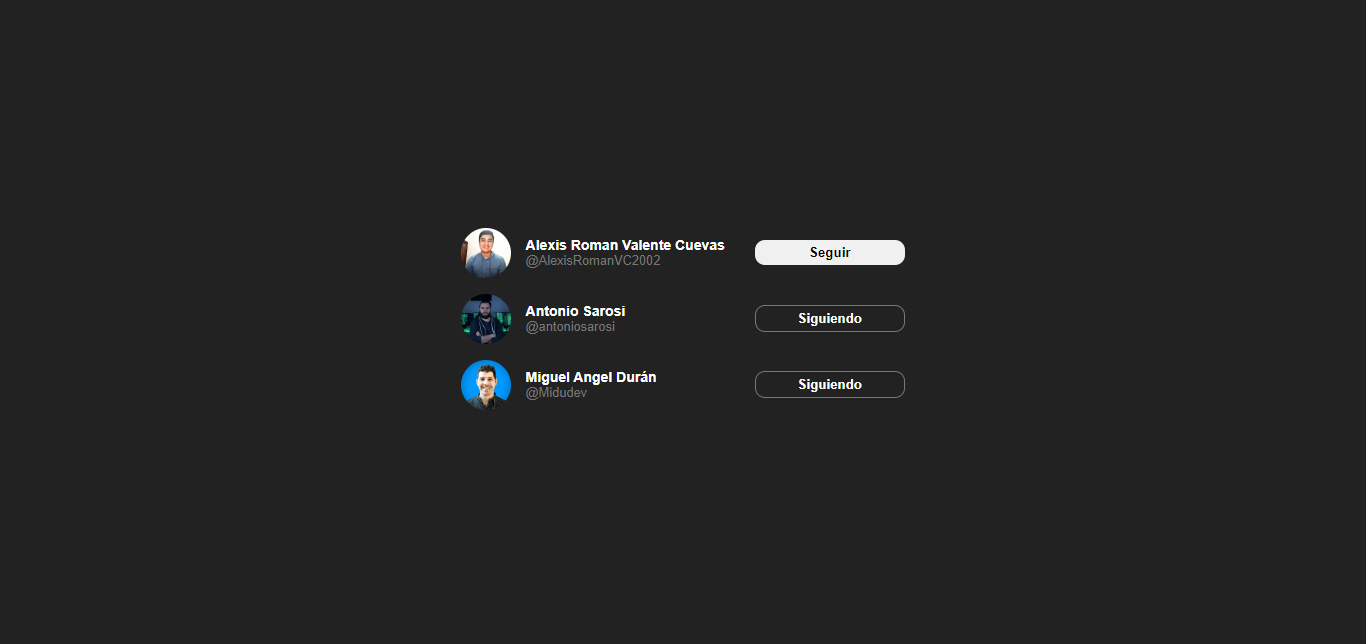 Alexis Roman Valente Cuevas
@AlexisRomanVC2002
Seguir
Antonio Sarosi
@antoniosarosi
Siguiendo
Miguel Angel Durán
@Midudev
Siguiendo